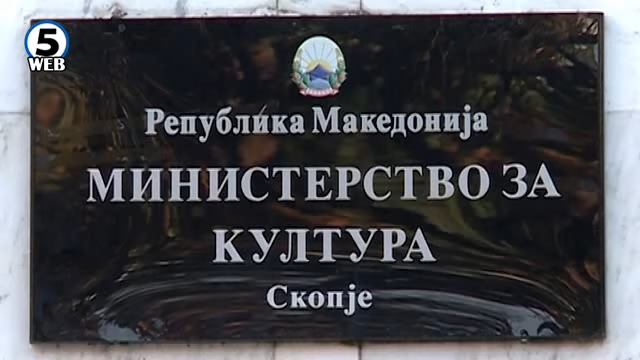 5
WEB
Република Македонија
МИНИСТЕРСТВО ЗА
КУЛТУРА
Скопје